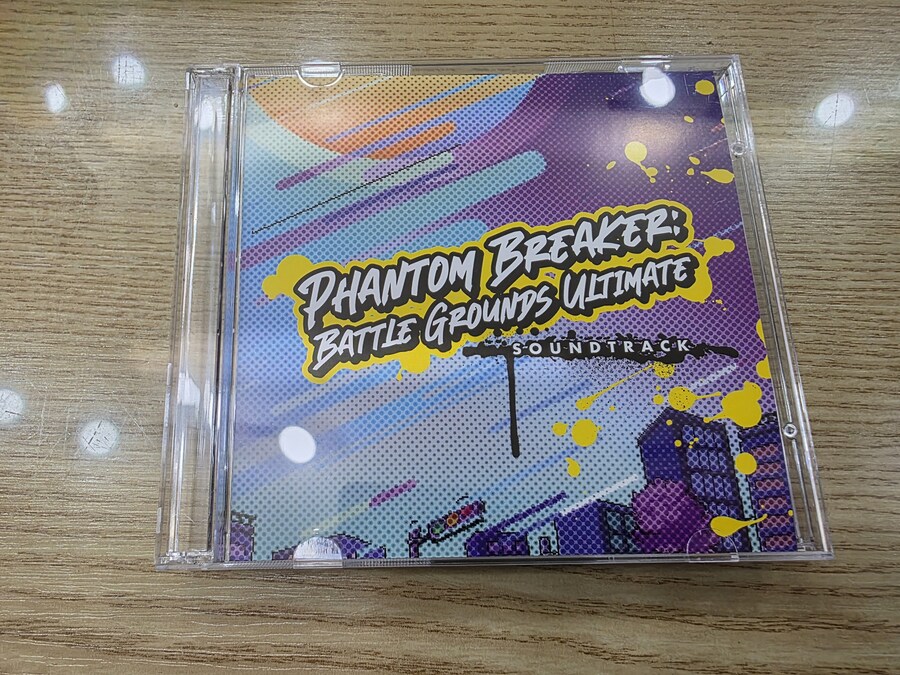 PHANTOM BREAKER:
BATTLE GROUNDS ULTIMATE
SOUNDTRACK